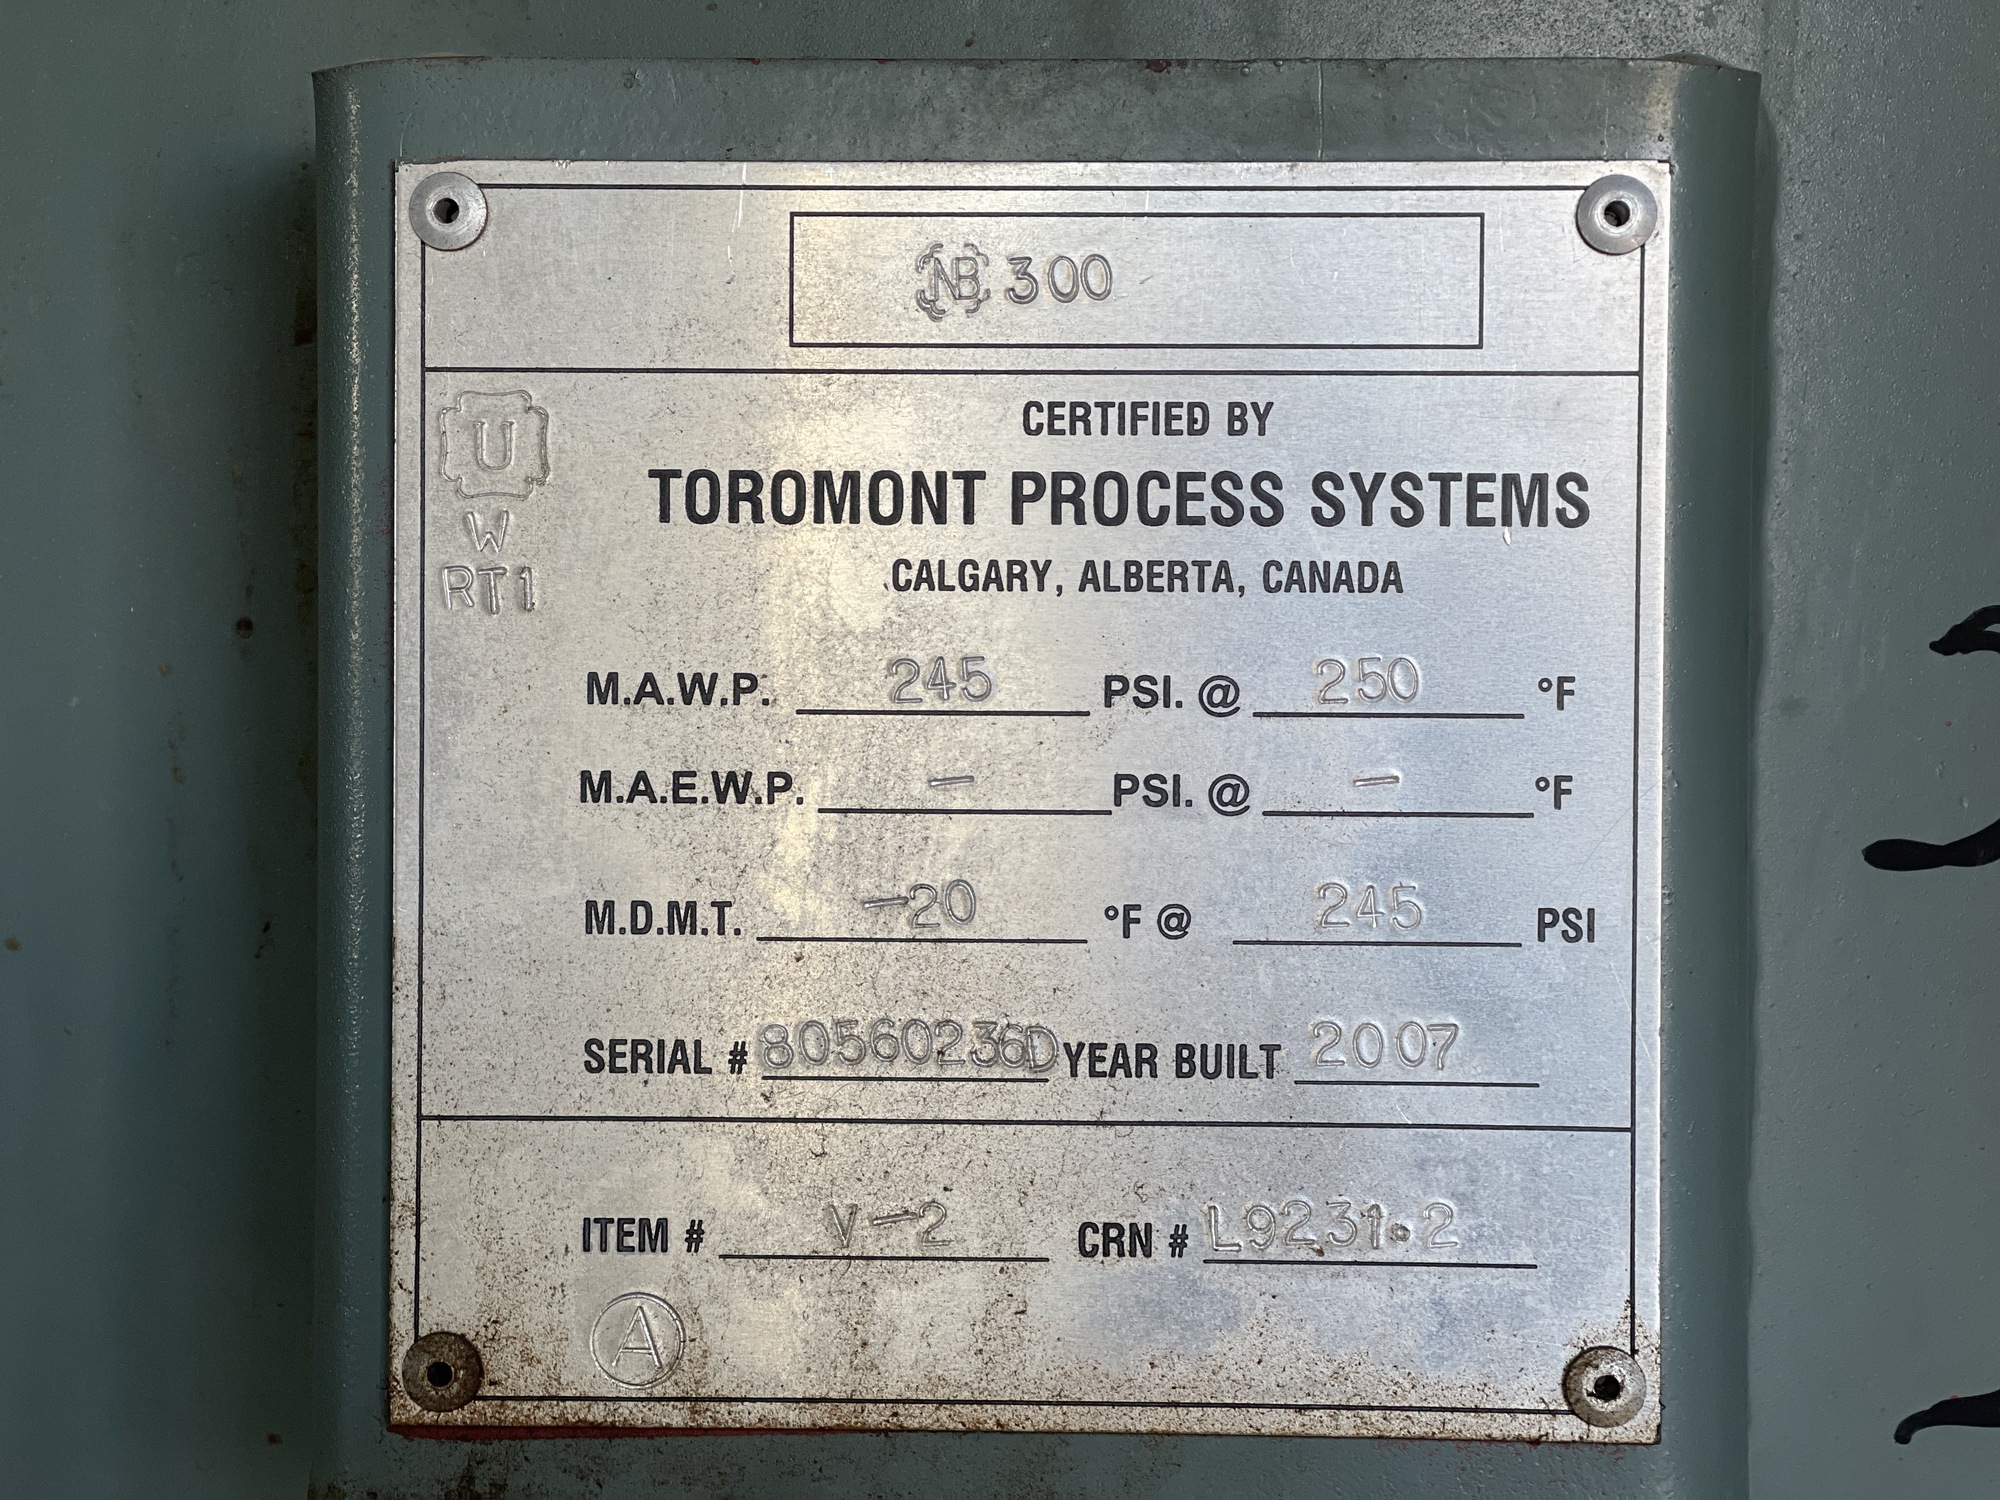 NB 300
U
W
RT1
CERTIFIED BY
TOROMONT PROCESS SYSTEMS
CALGARY, ALBERTA, CANADA
M.A.W.P. 245 PSI. @ 250 °F
M.A.E.W.P. – PSI. @ – °F
M.D.M.T. -20 °F @ 245 PSI
SERIAL # 80560236D YEAR BUILT 2007
ITEM # V-2 CRN # L9231.2
A